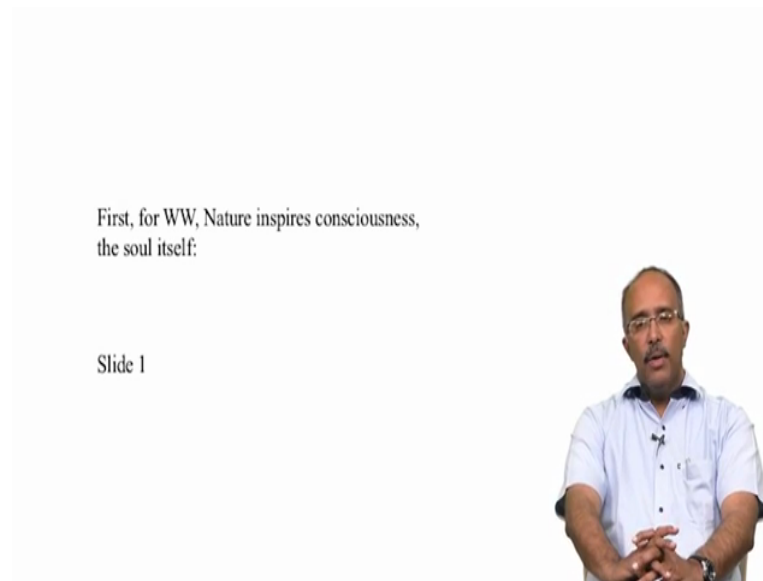 First, for WW, Nature inspires consciousness,
the soul itself:
Slide 1